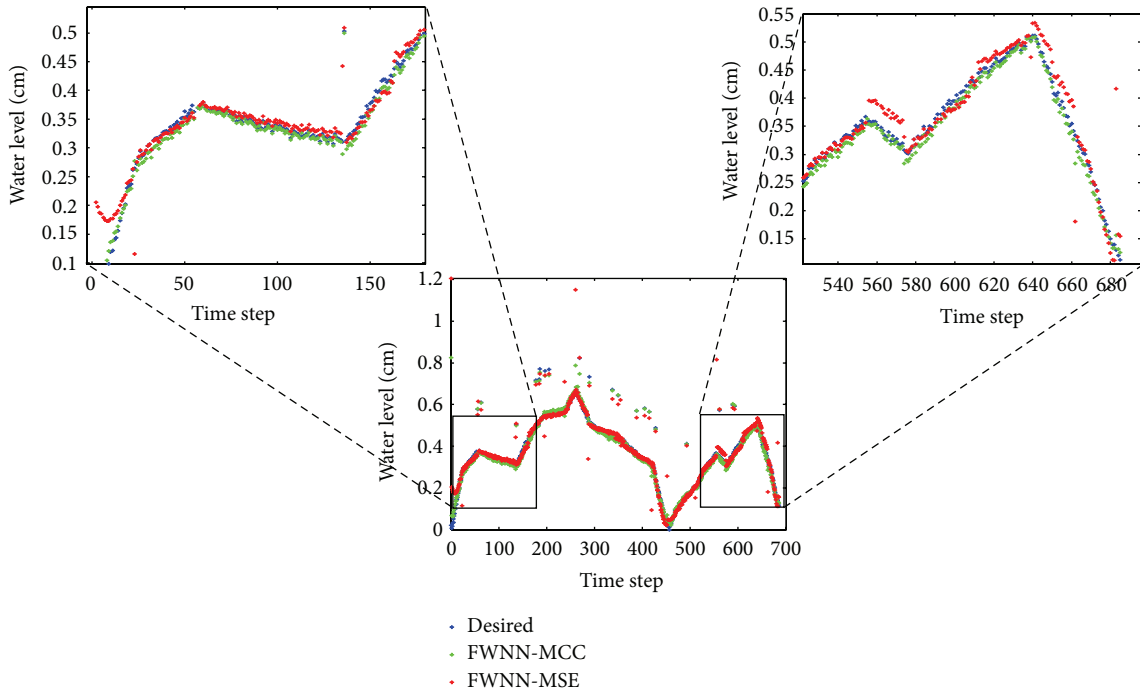 0.5
0.45
0.4
0.35
0.3
0.25
0.2
0.15
0.1
0 50 100 150
Water level (cm)
Time step
0.55
0.5
0.45
0.4
0.35
0.3
0.25
0.2
0.15
540 560 580 600 620 640 660 680
Water level (cm)
Time step
1.2
1
0.8
0.6
0.4
0.2
0
0 100 200 300 400 500 600 700
Water level (cm)
Time step
Desired
FWNN-MCC
FWNN-MSE